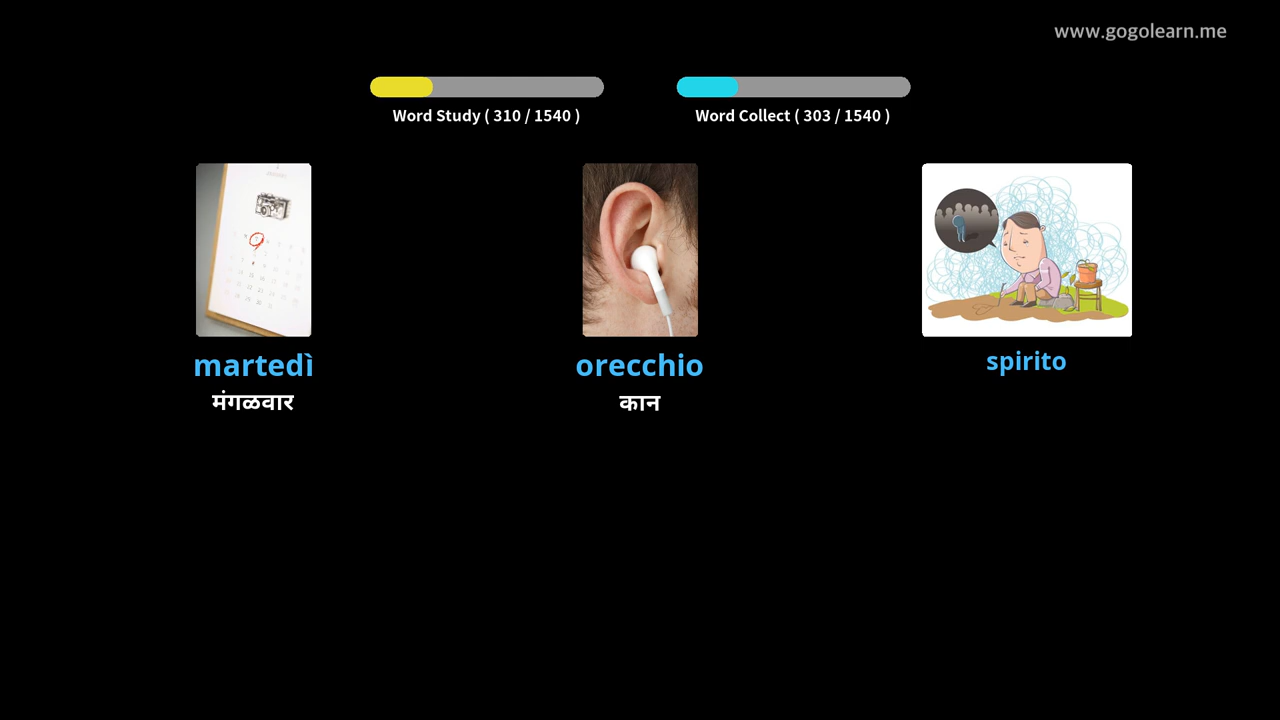 www.gogolearn.me
Word Study ( 310 / 1540 )
Word Collect ( 303 / 1540 )
martedì
orecchio
spirito
मंगळवार
कान